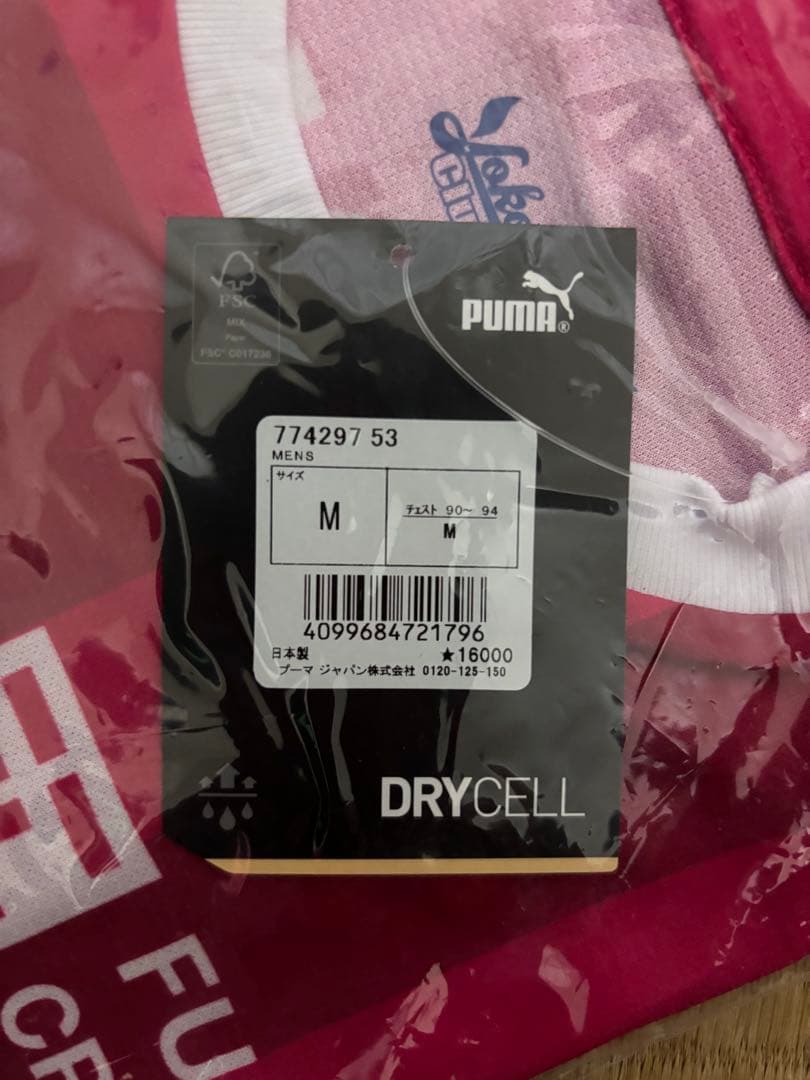 FSC
MIX
Paper
FSC® C017236
PUMA®
774297 53
MENS
サイズ
M
チェスト 90～ 94
M
4099684721796
日本製 ★16000
プーマ ジャパン株式会社 0120-125-150
DRYCELL